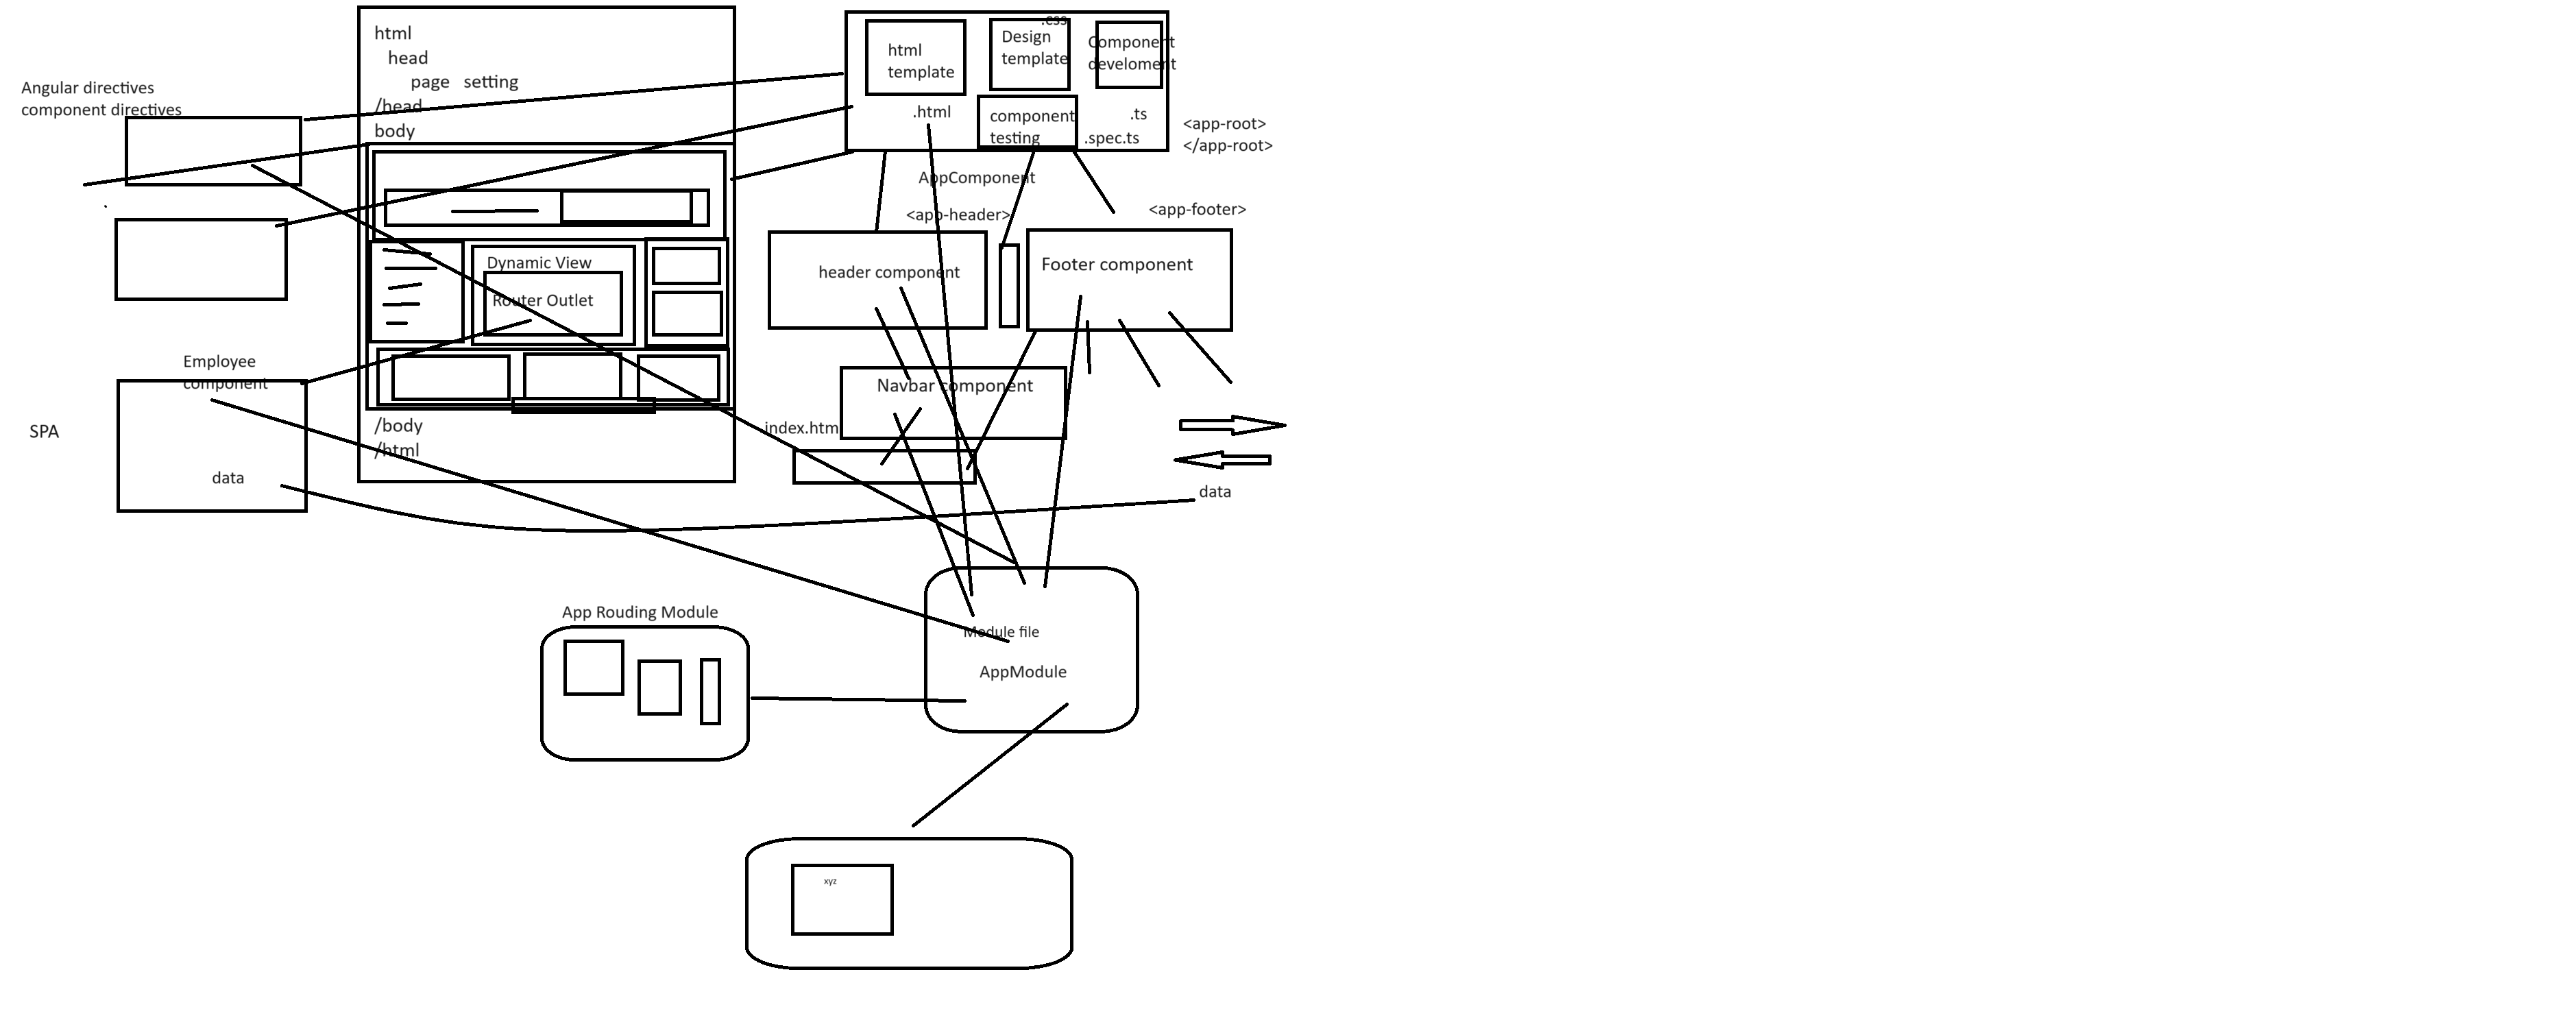 Angular directives
component directives
Employee
component
SPA
data
html
head
page setting
/head
body
Dynamic View
Router Outlet
/body
/html
index.htm
html
template
.html
.css
Design
template
Component
develoment
.ts
component
testing
.spec.ts
<app-root>
</app-root>
AppComponent
<app-header>
<app-footer>
header component
Footer component
Navbar component
data
App Rouding Module
Module file
AppModule
xyz